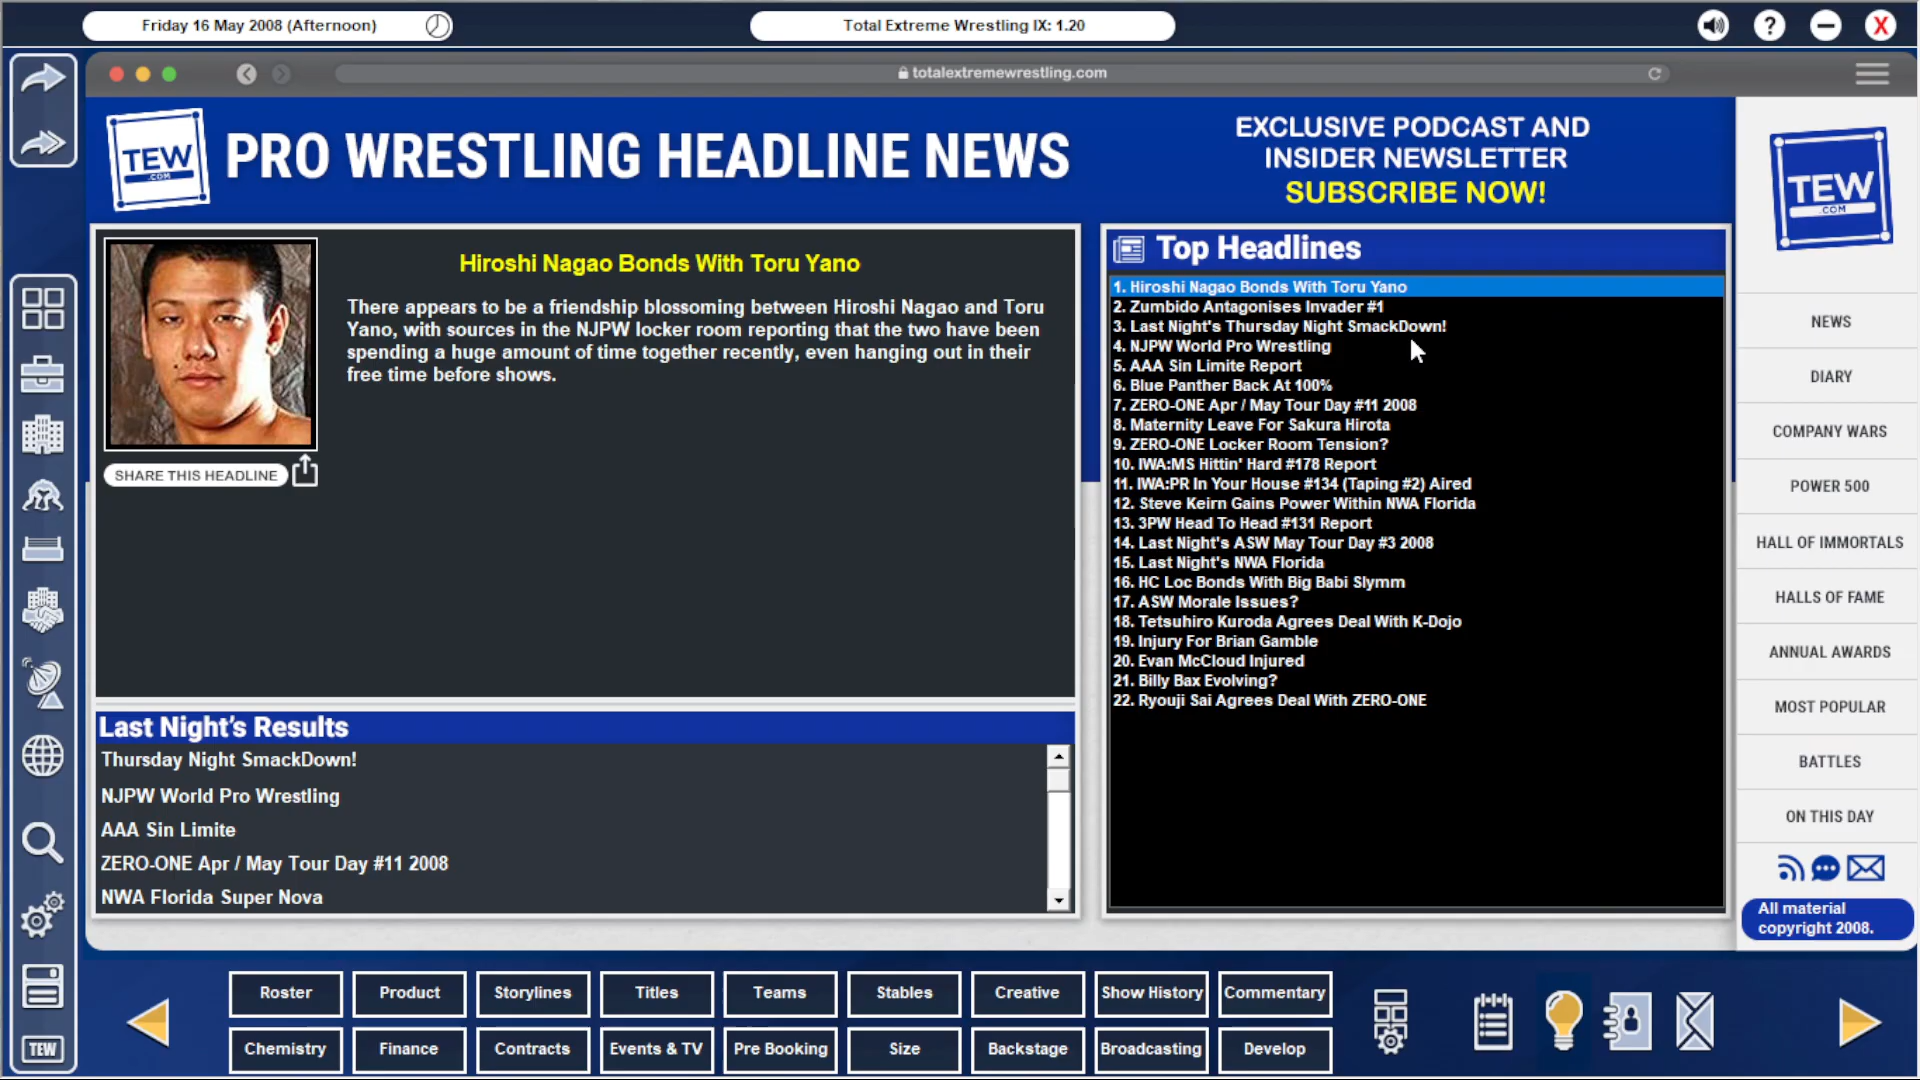 Friday 16 May 2008 (Afternoon)
Total Extreme Wrestling IX: 1.20
?
X
totalextremewrestling.com
TEW
.COM
PRO WRESTLING HEADLINE NEWS
EXCLUSIVE PODCAST AND
INSIDER NEWSLETTER
SUBSCRIBE NOW!
TEW
.COM
Hiroshi Nagao Bonds With Toru Yano
There appears to be a friendship blossoming between Hiroshi Nagao and Toru
Yano, with sources in the NJPW locker room reporting that the two have been
spending a huge amount of time together recently, even hanging out in their
free time before shows.
SHARE THIS HEADLINE
Last Night's Results
Thursday Night SmackDown!
NJPW World Pro Wrestling
AAA Sin Limite
ZERO-ONE Apr / May Tour Day #11 2008
NWA Florida Super Nova
Top Headlines
1. Hiroshi Nagao Bonds With Toru Yano
2. Zumbido Antagonises Invader #1
3. Last Night's Thursday Night SmackDown!
4. NJPW World Pro Wrestling
5. AAA Sin Limite Report
6. Blue Panther Back At 100%
7. ZERO-ONE Apr / May Tour Day #11 2008
8. Maternity Leave For Sakura Hirota
9. ZERO-ONE Locker Room Tension?
10. IWA:MS Hittin' Hard #178 Report
11. IWA:PR In Your House #134 (Taping #2) Aired
12. Steve Keirn Gains Power Within NWA Florida
13. 3PW Head To Head #131 Report
14. Last Night's ASW May Tour Day #3 2008
15. Last Night's NWA Florida
16. HC Loc Bonds With Big Babi Slymm
17. ASW Morale Issues?
18. Tetsuhiro Kuroda Agrees Deal With K-Dojo
19. Injury For Brian Gamble
20. Evan McCloud Injured
21. Billy Bax Evolving?
22. Ryouji Sai Agrees Deal With ZERO-ONE
NEWS
DIARY
COMPANY WARS
POWER 500
HALL OF IMMORTALS
HALLS OF FAME
ANNUAL AWARDS
MOST POPULAR
BATTLES
ON THIS DAY
All material
copyright 2008.
Roster
Product
Storylines
Titles
Teams
Stables
Creative
Show History
Commentary
Chemistry
Finance
Contracts
Events & TV
Pre Booking
Size
Backstage
Broadcasting
Develop
TEW